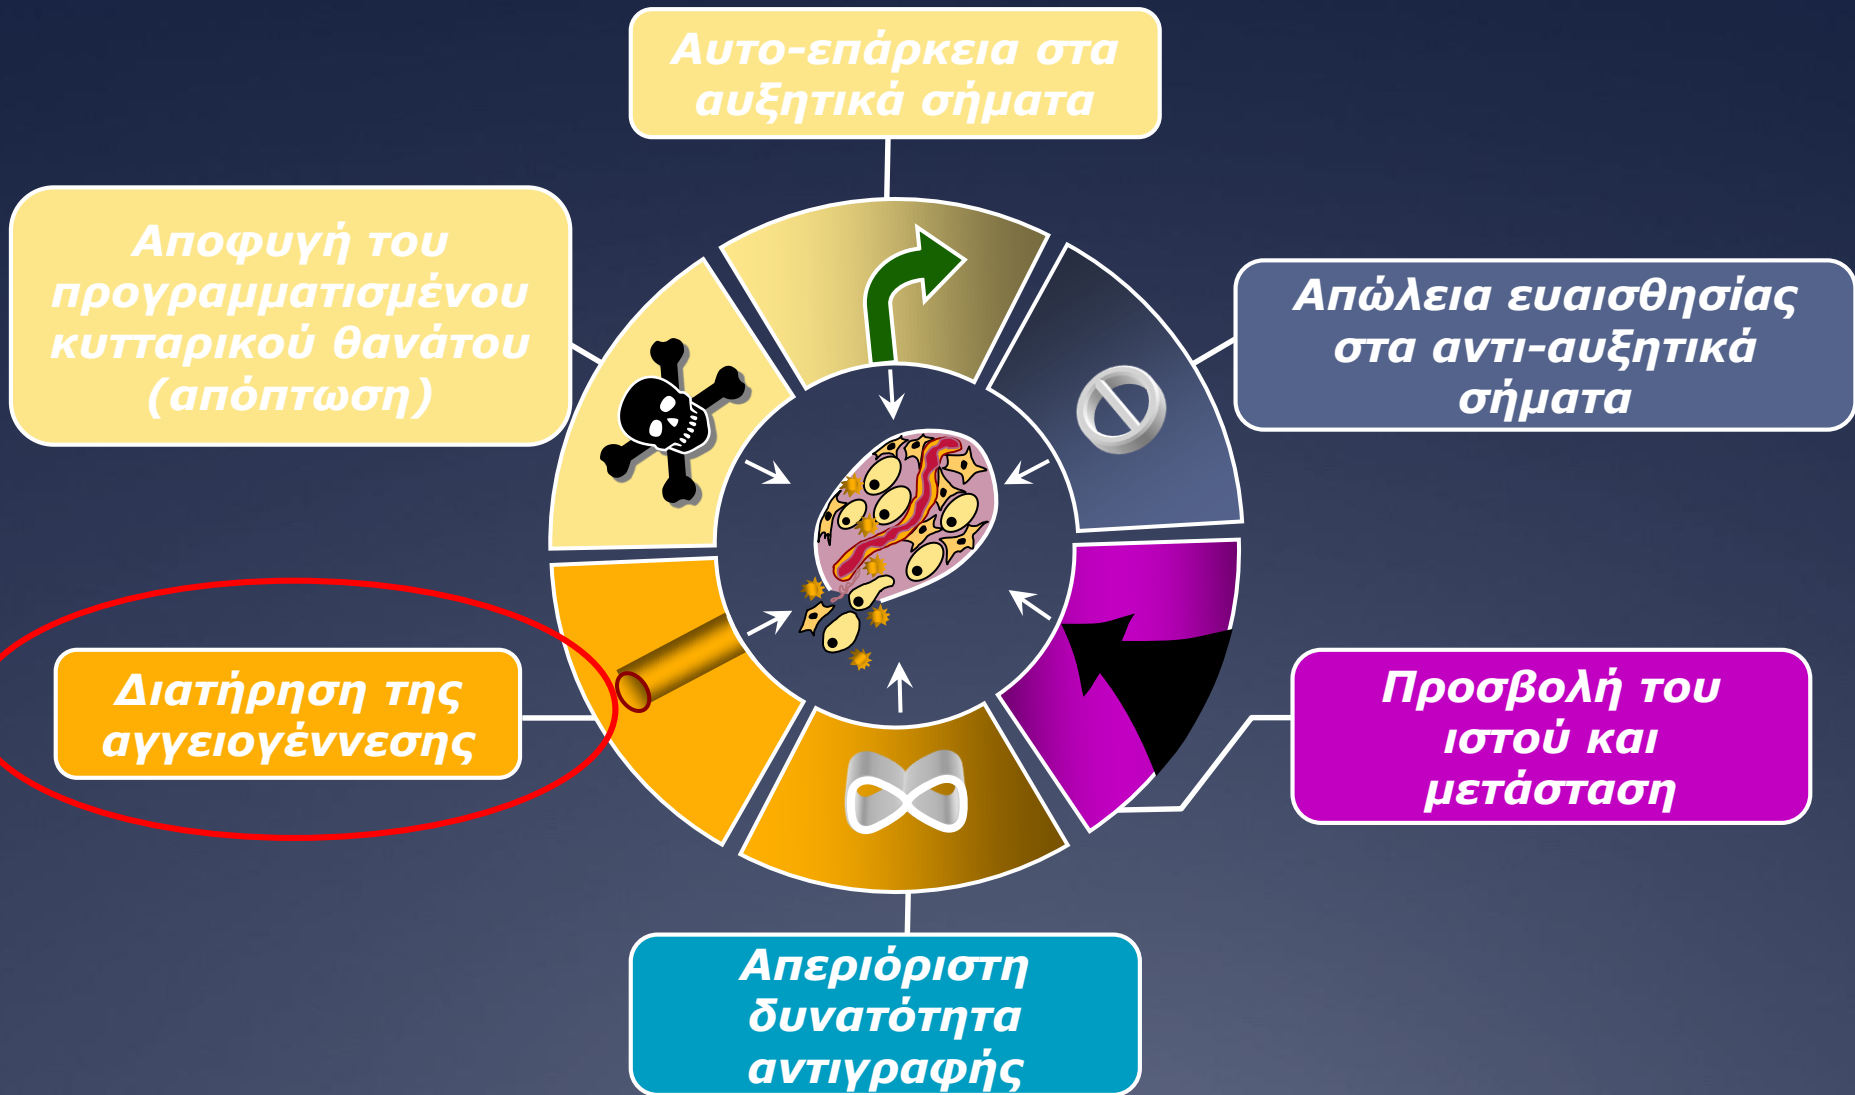 Αυτο-επάρκεια στα
αυξητικά σήματα
Αποφυγή του
προγραμματισμένου
κυτταρικού θανάτου
(απόπτωση)
Απώλεια ευαισθησίας
στα αντι-αυξητικά
σήματα
Διατήρηση της
αγγειογέννεσης
Προσβολή του
ιστού και
μετάσταση
Απεριόριστη
δυνατότητα
αντιγραφής